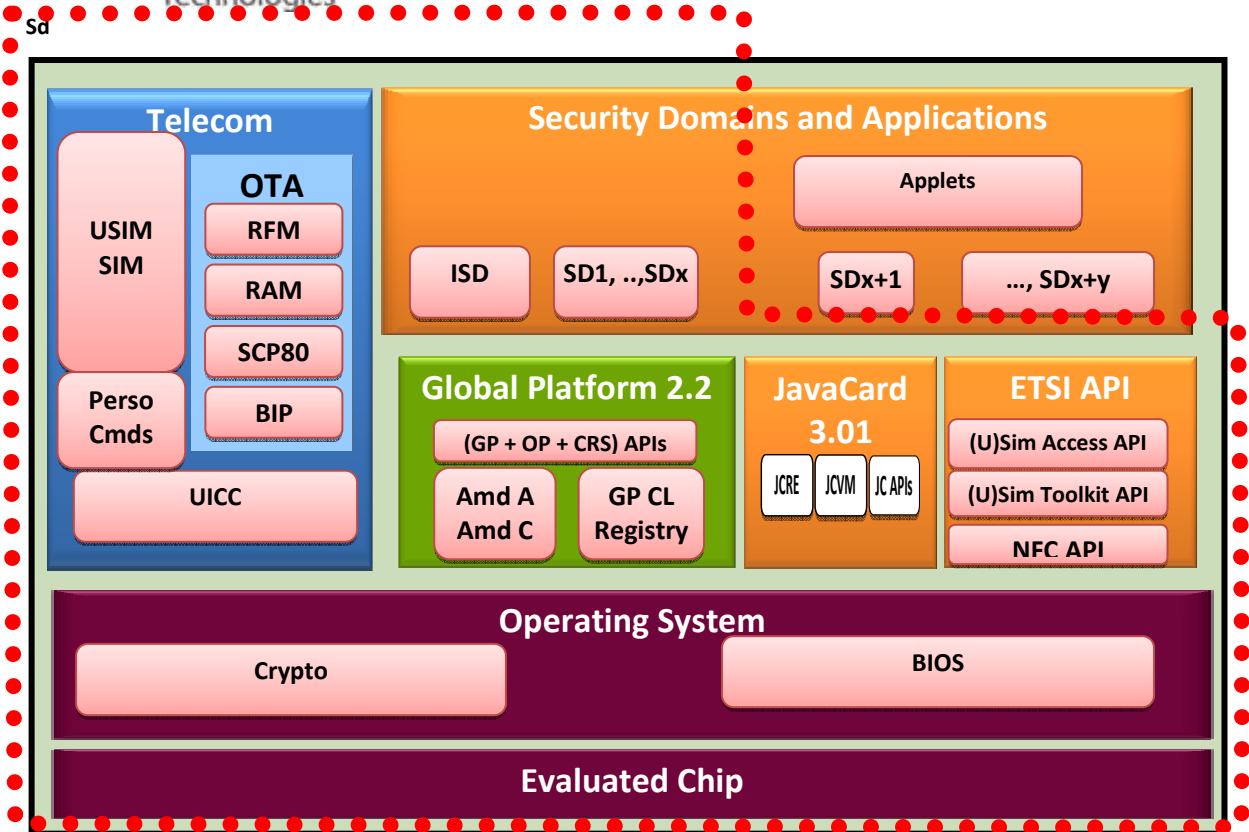 Technologies
Sd
Telecom
USIM
SIM
OTA
RFM
RAM
SCP80
BIP
Perso
Cmds
UICC
Security Domains and Applications
Applets
ISD
SD1, ..,SDx
SDx+1
…, SDx+y
Global Platform 2.2
(GP + OP + CRS) APIs
Amd A
Amd C
GP CL
Registry
JavaCard
3.01
JCRE
JCVM
JC APIs
ETSI API
(U)Sim Access API
(U)Sim Toolkit API
NFC API
Operating System
Crypto
BIOS
Evaluated Chip